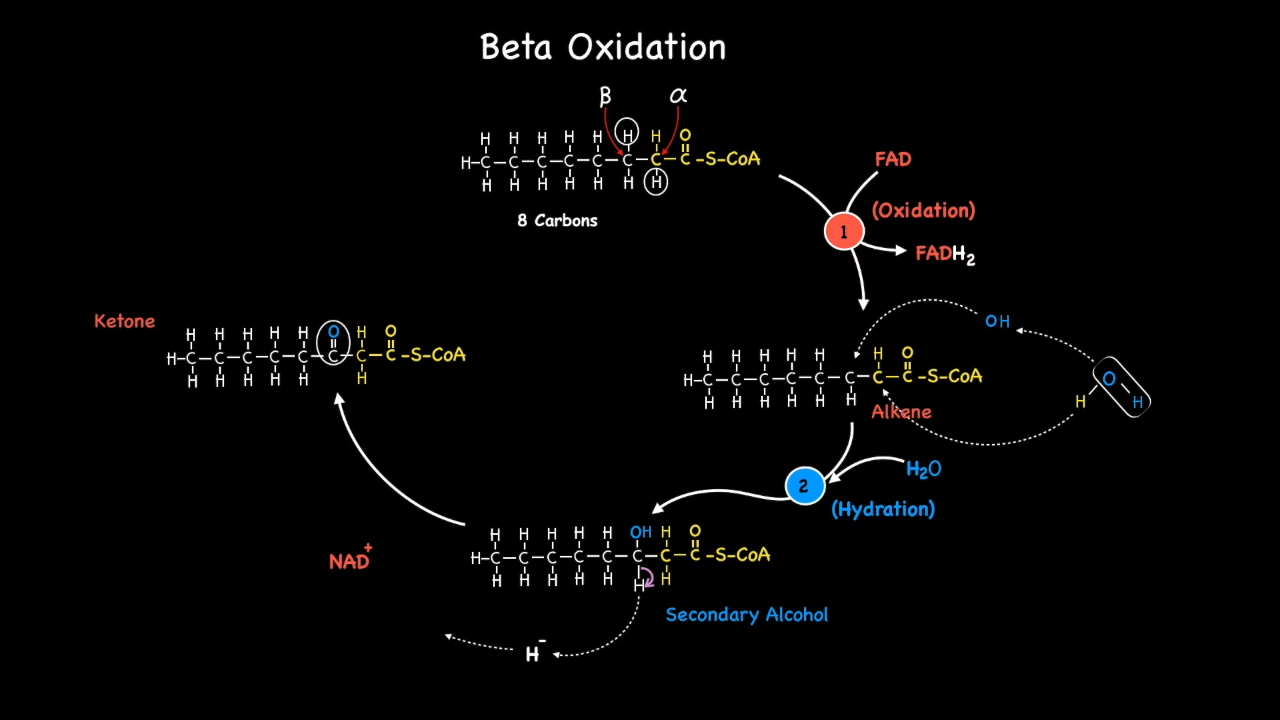 Beta Oxidation
β α
H H H H H H H O
H–C–C–C–C–C–C–C–C–S–CoA
H H H H H H H
8 Carbons
FAD
(Oxidation)
1
FADH₂
OH
Ketone
H H H H H O H O
H–C–C–C–C–C–C–C–C–S–CoA
H H H H H H
H H H H H H O
H–C–C–C–C–C–C–C–C–S–CoA
H H H H H H
O
H H
Alkene
H₂O
2
(Hydration)
H H H H H OH H O
H–C–C–C–C–C–C–C–C–S–CoA
H H H H H H H
NAD⁺
Secondary Alcohol
H⁻